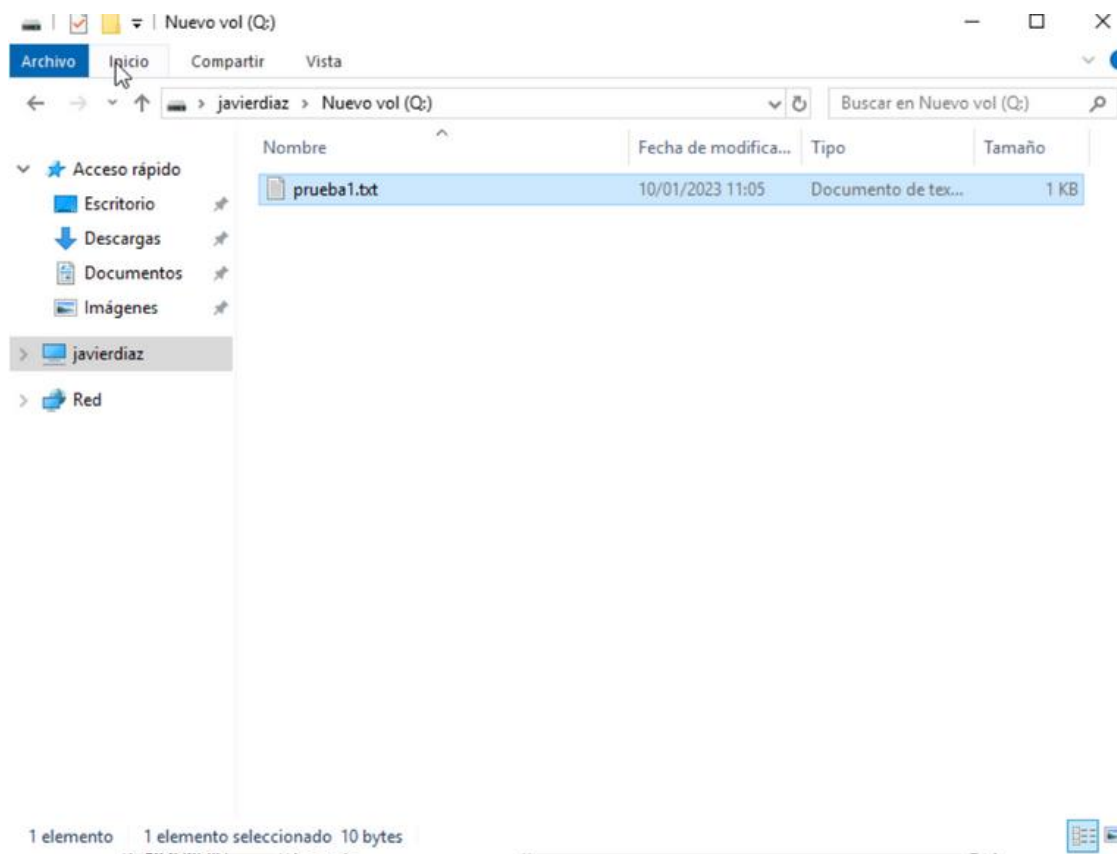 Nuevo vol (Q:)
Archivo Inicio Compartir Vista
javierdiaz > Nuevo vol (Q:) Buscar en Nuevo vol (Q:)
Nombre Fecha de modifica... Tipo Tamaño
Acceso rápido
prueba1.txt 10/01/2023 11:05 Documento de tex... 1 KB
Escritorio
Descargas
Documentos
Imágenes
javierdiaz
Red
1 elemento 1 elemento seleccionado 10 bytes